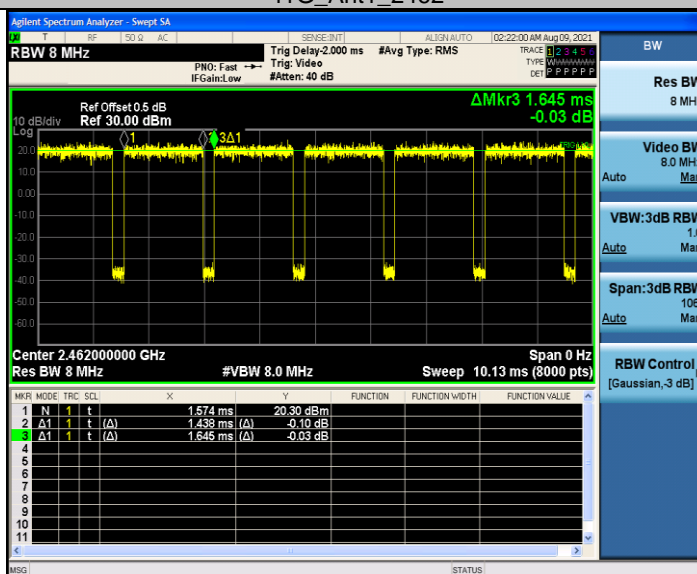 Agilent Spectrum Analyzer - Swept SA
T RF 50 Ω AC SENSE:INT ALIGN AUTO 02:22:00 AM Aug 09, 2021
RBW 8 MHz
PNO: Fast
IFGain:Low
Trig Delay-2.000 ms
Trig: Video
#Atten: 40 dB
#Avg Type: RMS
TRACE 1 2 3 4 5 6
TYPE W
DET P P P P P P
BW
Ref Offset 0.5 dB
10 dB/div Ref 30.00 dBm
Log
ΔMkr3 1.645 ms
-0.03 dB
1
3Δ1
20.0
10.0
0.00
-10.0
-20.0
-30.0
-40.0
-50.0
-60.0
Center 2.462000000 GHz Span 0 Hz
Res BW 8 MHz #VBW 8.0 MHz Sweep 10.13 ms (8000 pts)
MKR MODE TRC SCL X Y FUNCTION FUNCTION WIDTH FUNCTION VALUE
1 N 1 t 1.574 ms 20.30 dBm
2 Δ1 1 t (Δ) 1.438 ms (Δ) -0.10 dB
3 Δ1 1 t (Δ) 1.645 ms (Δ) -0.03 dB
4
5
6
7
8
9
10
11
MSG STATUS
Res BW
8 MH
Video BW
8.0 MH
Auto Ma
VBW:3dB RBW
1.
Auto Ma
Span:3dB RBW
106
Auto Ma
RBW Control
[Gaussian,-3 dB]